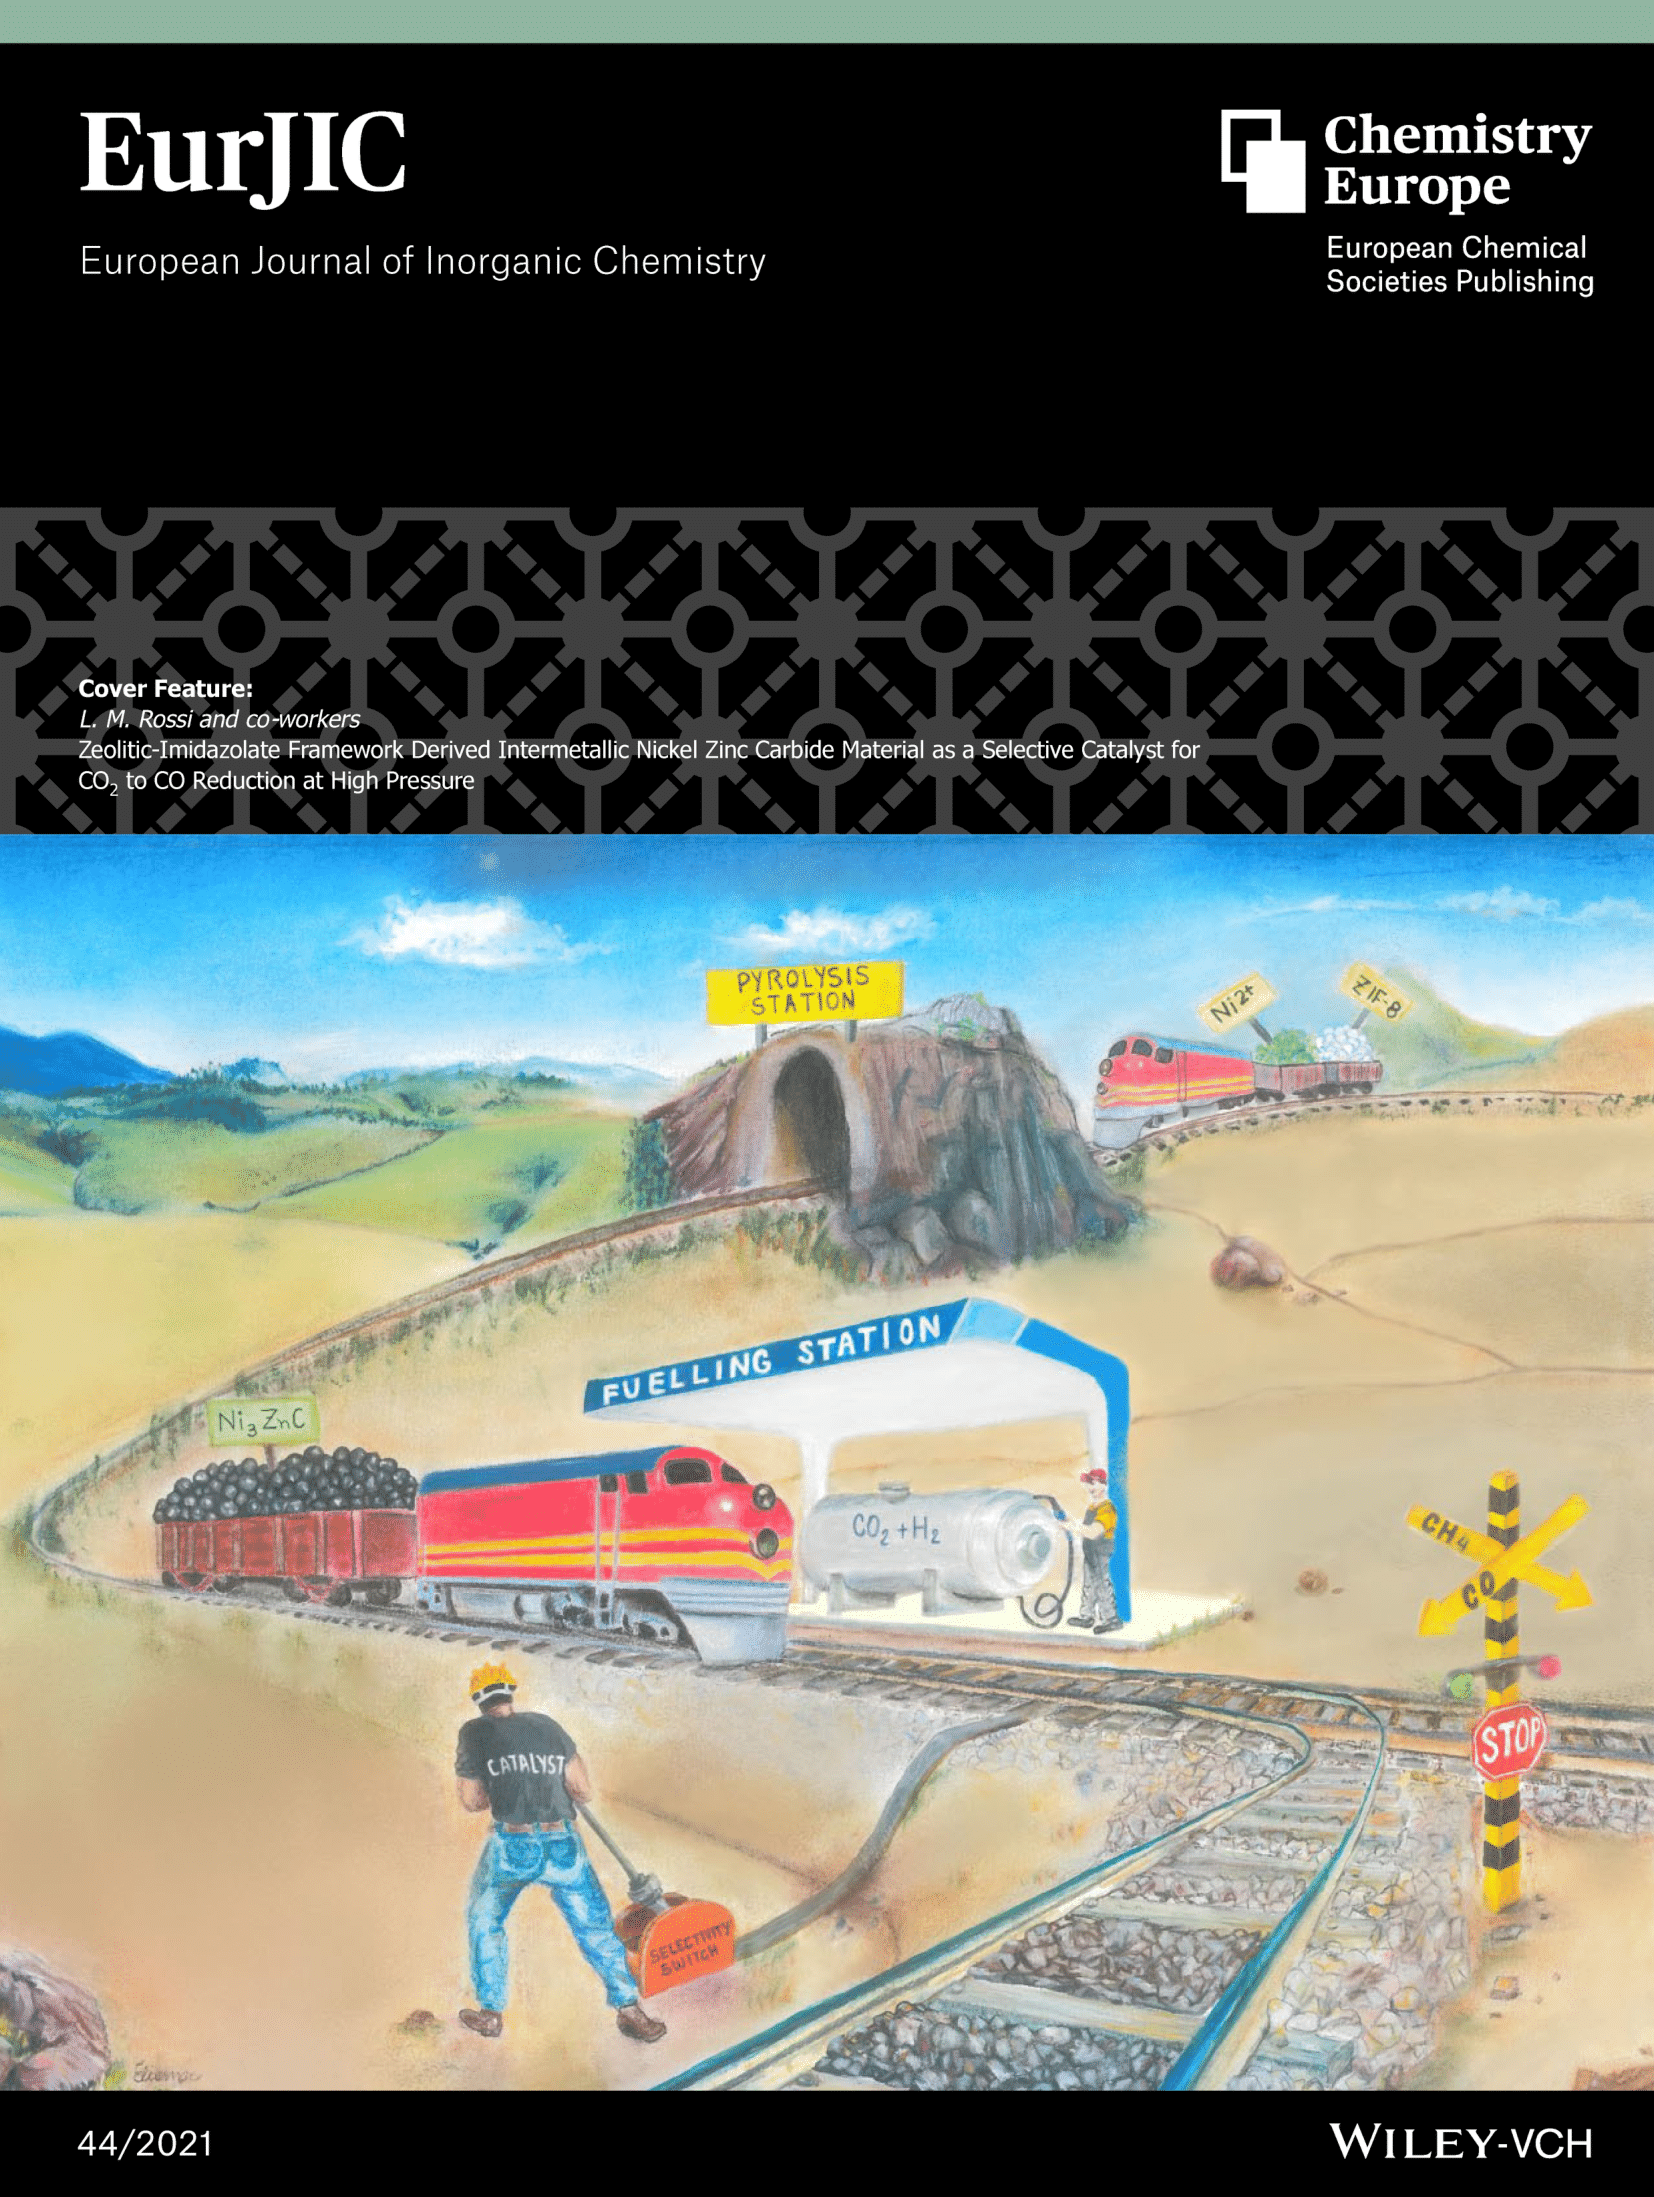 EurJIC
European Journal of Inorganic Chemistry
Chemistry
Europe
European Chemical
Societies Publishing
Cover Feature:
L. M. Rossi and co-workers
Zeolitic-Imidazolate Framework Derived Intermetallic Nickel Zinc Carbide Material as a Selective Catalyst for
CO₂ to CO Reduction at High Pressure
PYROLYSIS
STATION
Ni2+
ZIF-8
FUELLING STATION
Ni₃ZnC
CO₂+H₂
CH4
CO
STOP
CATALYST
SELECTIVITY
SWITCH
44/2021
WILEY-VCH